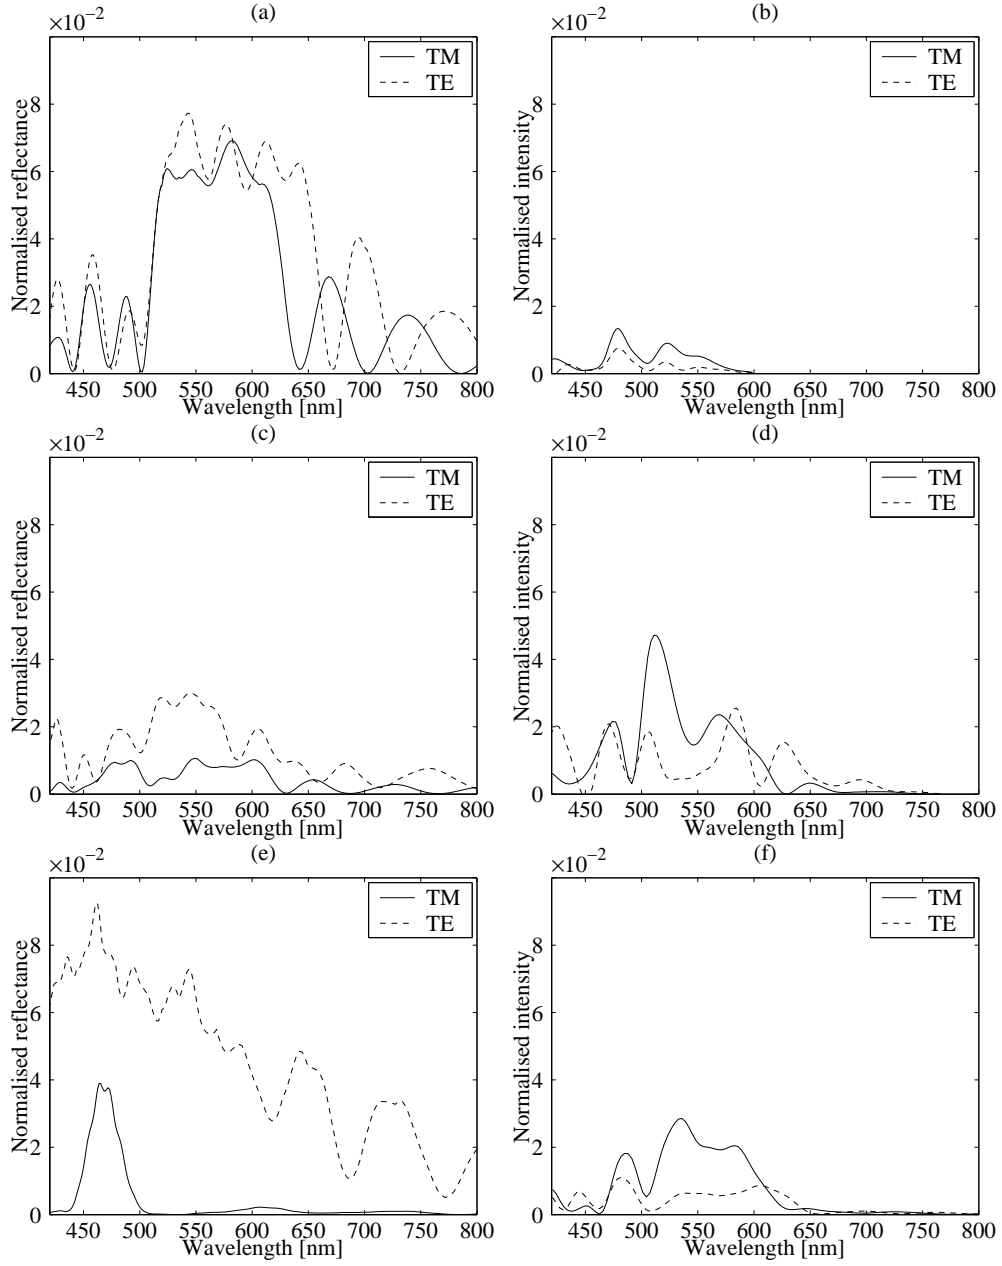 (a)
×10⁻²
Normalised reflectance
8
6
4
2
0
450 500 550 600 650 700 750 800
Wavelength [nm]
TM
TE
(b)
×10⁻²
Normalised intensity
8
6
4
2
0
450 500 550 600 650 700 750 800
Wavelength [nm]
TM
TE
(c)
×10⁻²
Normalised reflectance
8
6
4
2
0
450 500 550 600 650 700 750 800
Wavelength [nm]
TM
TE
(d)
×10⁻²
Normalised intensity
8
6
4
2
0
450 500 550 600 650 700 750 800
Wavelength [nm]
TM
TE
(e)
×10⁻²
Normalised reflectance
8
6
4
2
0
450 500 550 600 650 700 750 800
Wavelength [nm]
TM
TE
(f)
×10⁻²
Normalised intensity
8
6
4
2
0
450 500 550 600 650 700 750 800
Wavelength [nm]
TM
TE